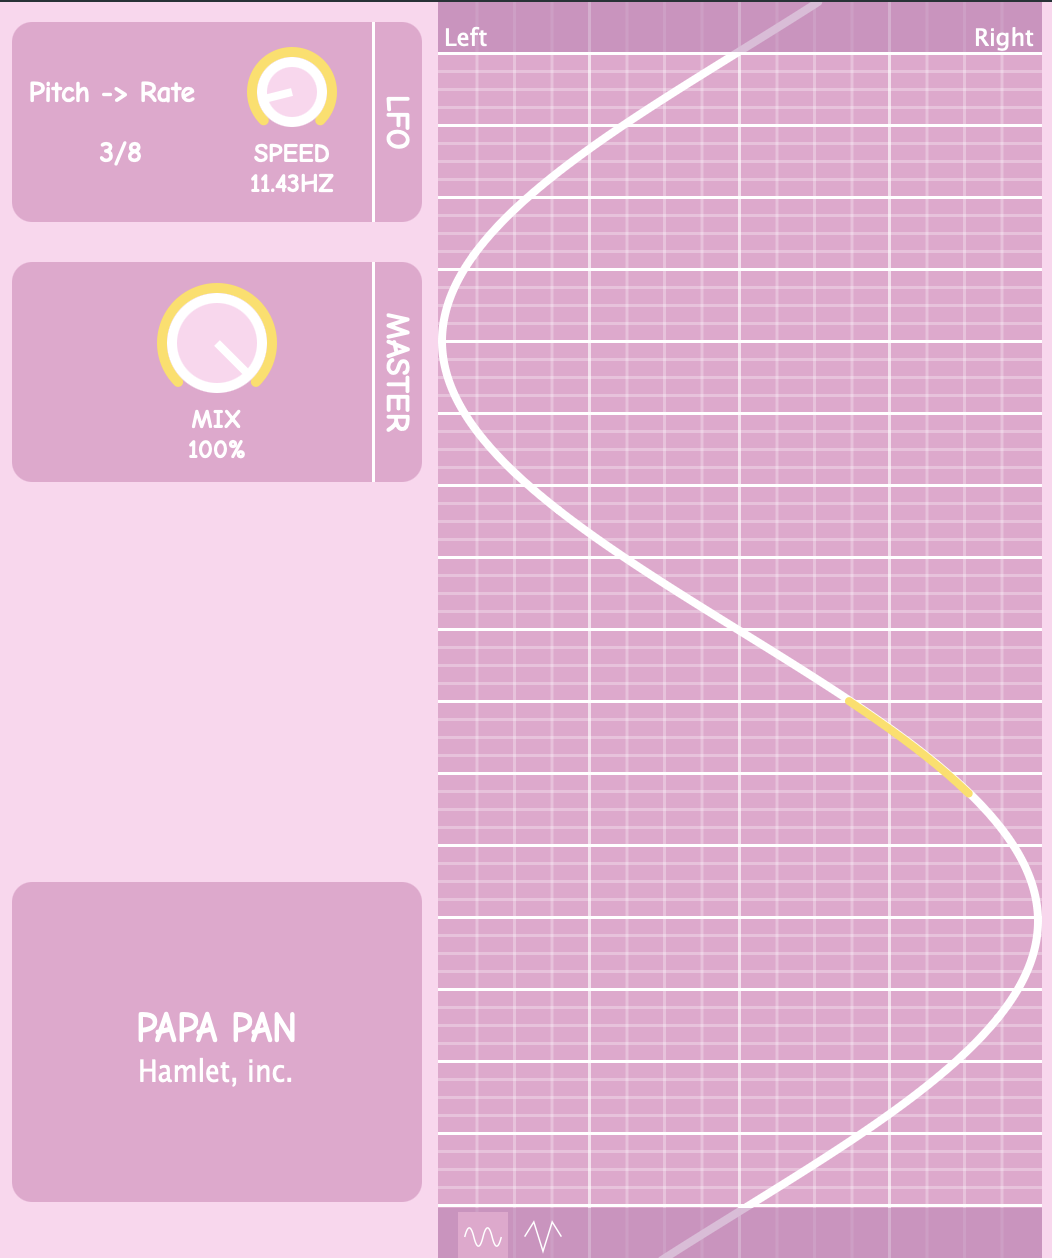 Left
Right
Pitch -> Rate
3/8
SPEED
11.43HZ
LFO
MIX
100%
MASTER
PAPA PAN
Hamlet, inc.